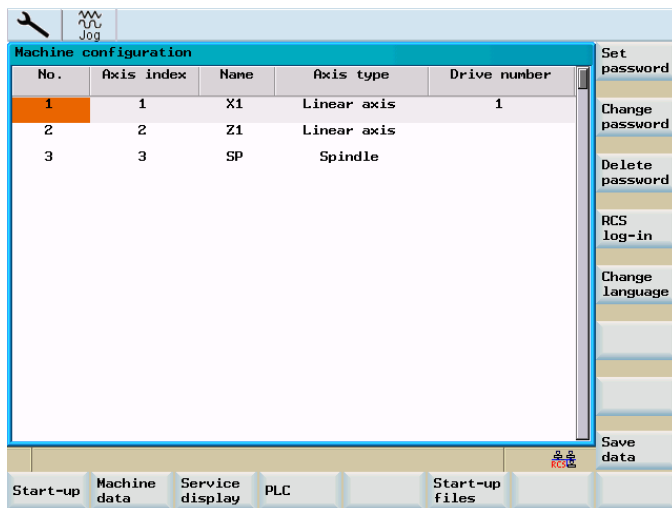 Jog
Machine configuration
No. Axis index Name Axis type Drive number
1 1 X1 Linear axis 1
2 2 Z1 Linear axis
3 3 SP Spindle
Set
password
Change
password
Delete
password
RCS
log-in
Change
language
Save
data
RCS
Start-up
Machine
data
Service
display
PLC
Start-up
files